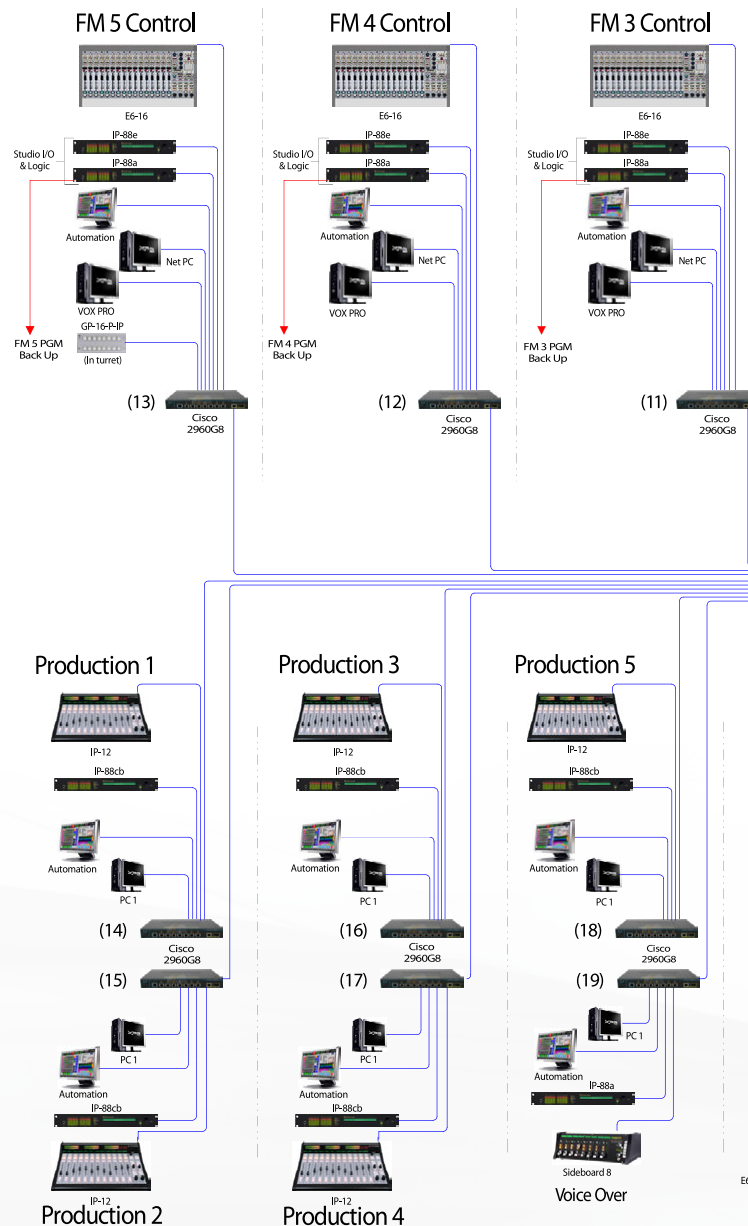 FM 5 Control
FM 4 Control
FM 3 Control
E6-16
E6-16
E6-16
IP-88e
IP-88e
IP-88e
Studio I/O
& Logic
Studio I/O
& Logic
Studio I/O
& Logic
IP-88a
IP-88a
IP-88a
Automation
Automation
Automation
Net PC
Net PC
Net PC
VOX PRO
VOX PRO
VOX PRO
GP-16-P-IP
(In turret)
FM 5 PGM
Back Up
FM 4 PGM
Back Up
FM 3 PGM
Back Up
(13)
(12)
(11)
Cisco
2960G8
Cisco
2960G8
Cisco
2960G8
Production 1
Production 3
Production 5
IP-12
IP-12
IP-12
IP-88cb
IP-88cb
IP-88cb
Automation
Automation
Automation
PC 1
PC 1
PC 1
(14)
(16)
(18)
Cisco
2960G8
Cisco
2960G8
Cisco
2960G8
(15)
(17)
(19)
PC 1
PC 1
PC 1
Automation
Automation
Automation
IP-88cb
IP-88cb
IP-88a
Sideboard 8
Voice Over
IP-12
IP-12
Production 2
Production 4
E6